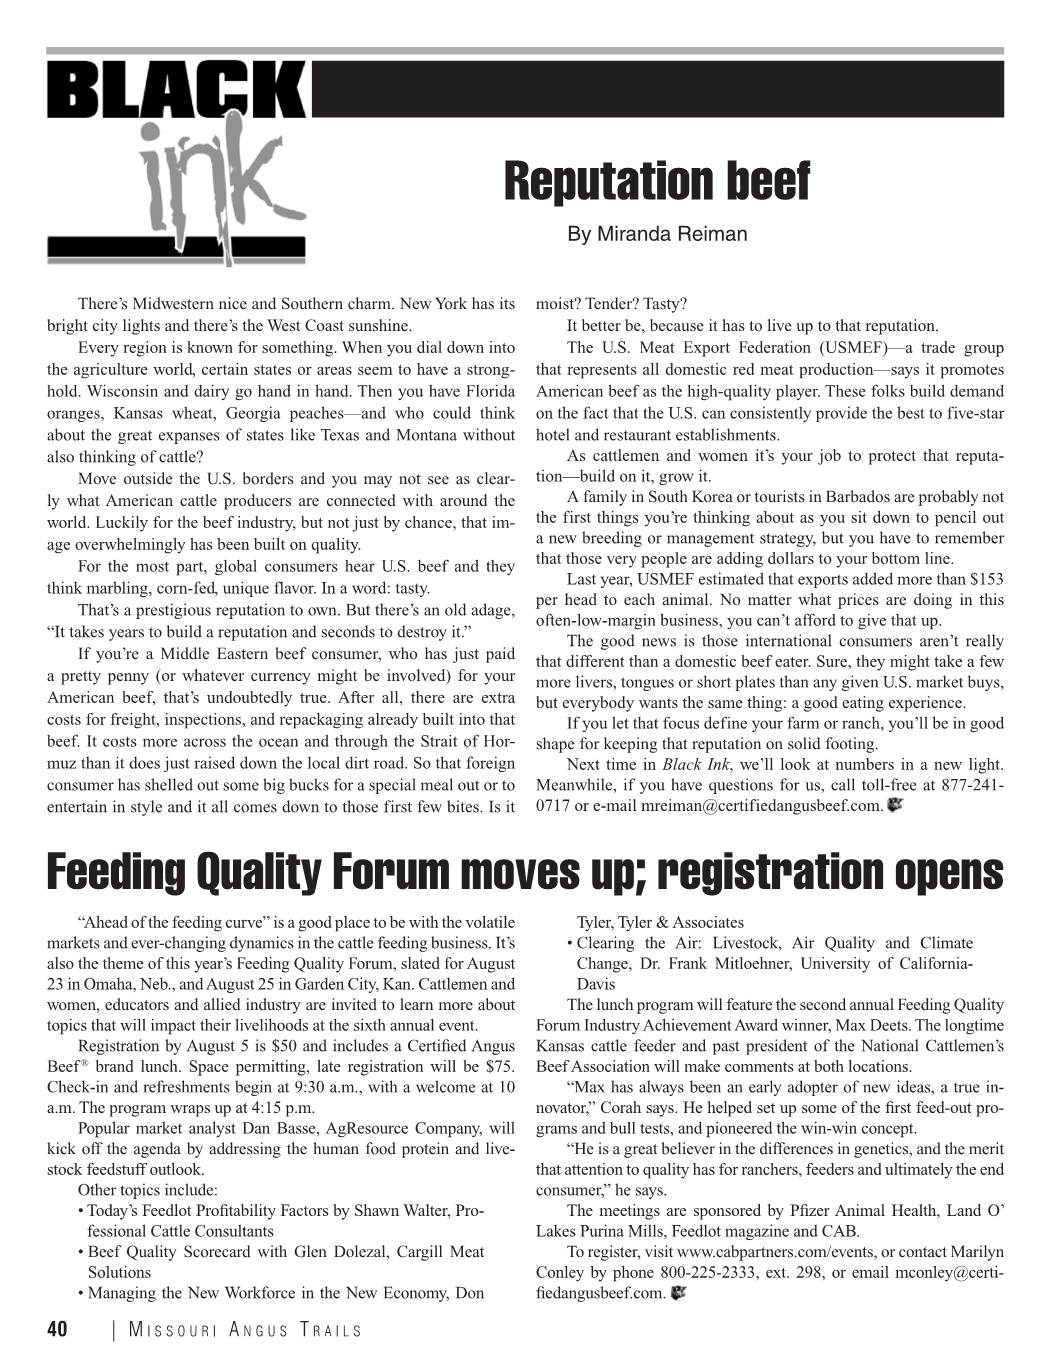 BLACK
ink
Reputation beef
By Miranda Reiman
There’s Midwestern nice and Southern charm. New York has its
bright city lights and there’s the West Coast sunshine.
Every region is known for something. When you dial down into
the agriculture world, certain states or areas seem to have a strong-
hold. Wisconsin and dairy go hand in hand. Then you have Florida
oranges, Kansas wheat, Georgia peaches—and who could think
about the great expanses of states like Texas and Montana without
also thinking of cattle?
Move outside the U.S. borders and you may not see as clear-
ly what American cattle producers are connected with around the
world. Luckily for the beef industry, but not just by chance, that im-
age overwhelmingly has been built on quality.
For the most part, global consumers hear U.S. beef and they
think marbling, corn-fed, unique flavor. In a word: tasty.
That’s a prestigious reputation to own. But there’s an old adage,
“It takes years to build a reputation and seconds to destroy it.”
If you’re a Middle Eastern beef consumer, who has just paid
a pretty penny (or whatever currency might be involved) for your
American beef, that’s undoubtedly true. After all, there are extra
costs for freight, inspections, and repackaging already built into that
beef. It costs more across the ocean and through the Strait of Hor-
muz than it does just raised down the local dirt road. So that foreign
consumer has shelled out some big bucks for a special meal out or to
entertain in style and it all comes down to those first few bites. Is it
moist? Tender? Tasty?
It better be, because it has to live up to that reputation.
The U.S. Meat Export Federation (USMEF)—a trade group
that represents all domestic red meat production—says it promotes
American beef as the high-quality player. These folks build demand
on the fact that the U.S. can consistently provide the best to five-star
hotel and restaurant establishments.
As cattlemen and women it’s your job to protect that reputa-
tion—build on it, grow it.
A family in South Korea or tourists in Barbados are probably not
the first things you’re thinking about as you sit down to pencil out
a new breeding or management strategy, but you have to remember
that those very people are adding dollars to your bottom line.
Last year, USMEF estimated that exports added more than $153
per head to each animal. No matter what prices are doing in this
often-low-margin business, you can’t afford to give that up.
The good news is those international consumers aren’t really
that different than a domestic beef eater. Sure, they might take a few
more livers, tongues or short plates than any given U.S. market buys,
but everybody wants the same thing: a good eating experience.
If you let that focus define your farm or ranch, you’ll be in good
shape for keeping that reputation on solid footing.
Next time in Black Ink, we’ll look at numbers in a new light.
Meanwhile, if you have questions for us, call toll-free at 877-241-
0717 or e-mail mreiman@certifiedangusbeef.com.
Feeding Quality Forum moves up; registration opens
“Ahead of the feeding curve” is a good place to be with the volatile
markets and ever-changing dynamics in the cattle feeding business. It’s
also the theme of this year’s Feeding Quality Forum, slated for August
23 in Omaha, Neb., and August 25 in Garden City, Kan. Cattlemen and
women, educators and allied industry are invited to learn more about
topics that will impact their livelihoods at the sixth annual event.
Registration by August 5 is $50 and includes a Certified Angus
Beef® brand lunch. Space permitting, late registration will be $75.
Check-in and refreshments begin at 9:30 a.m., with a welcome at 10
a.m. The program wraps up at 4:15 p.m.
Popular market analyst Dan Basse, AgResource Company, will
kick off the agenda by addressing the human food protein and live-
stock feedstuff outlook.
Other topics include:
• Today’s Feedlot Profitability Factors by Shawn Walter, Pro-
fessional Cattle Consultants
• Beef Quality Scorecard with Glen Dolezal, Cargill Meat
Solutions
• Managing the New Workforce in the New Economy, Don
Tyler, Tyler & Associates
• Clearing the Air: Livestock, Air Quality and Climate
Change, Dr. Frank Mitloehner, University of California-
Davis
The lunch program will feature the second annual Feeding Quality
Forum Industry Achievement Award winner, Max Deets. The longtime
Kansas cattle feeder and past president of the National Cattlemen’s
Beef Association will make comments at both locations.
“Max has always been an early adopter of new ideas, a true in-
novator,” Corah says. He helped set up some of the first feed-out pro-
grams and bull tests, and pioneered the win-win concept.
“He is a great believer in the differences in genetics, and the merit
that attention to quality has for ranchers, feeders and ultimately the end
consumer,” he says.
The meetings are sponsored by Pfizer Animal Health, Land O’
Lakes Purina Mills, Feedlot magazine and CAB.
To register, visit www.cabpartners.com/events, or contact Marilyn
Conley by phone 800-225-2333, ext. 298, or email mconley@certi-
fiedangusbeef.com.
40 | MISSOURI ANGUS TRAILS